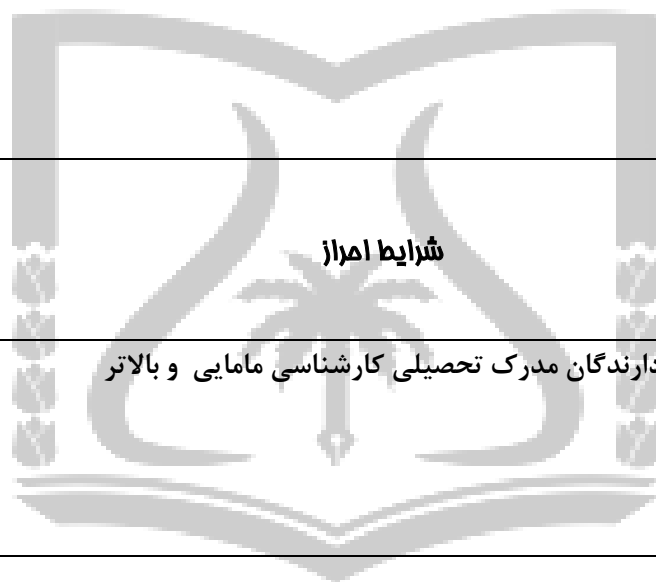 شرایط احراز
دارندگان مدرک تحصیلی کارشناسی مامایی و بالاتر